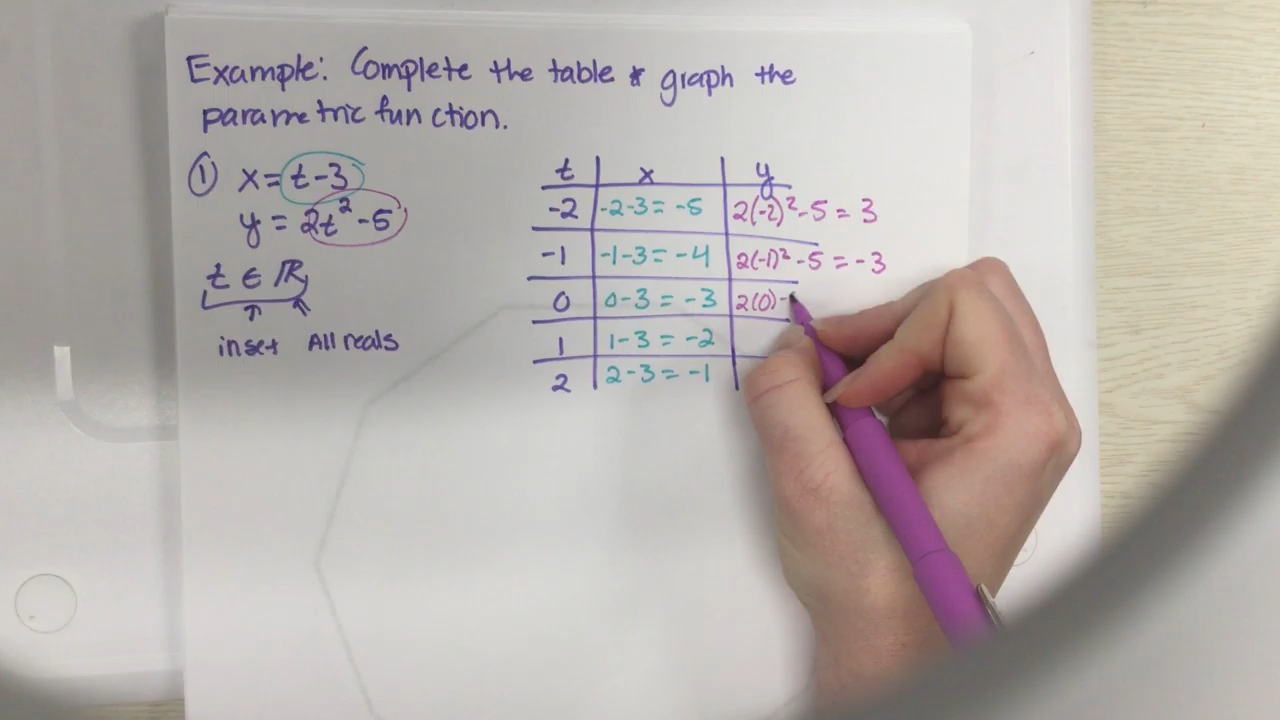 Example: Complete the table & graph the
parametric function.
① x = t-3
y = 2t² -5
t ∈ ℝ
↑ ↖
in set All reals
t x y
-2 -2-3 = -5 2(-2)² -5 = 3
-1 -1-3 = -4 2(-1)² -5 = -3
0 0-3 = -3 2(0) -
1 1-3 = -2
2 2-3 = -1